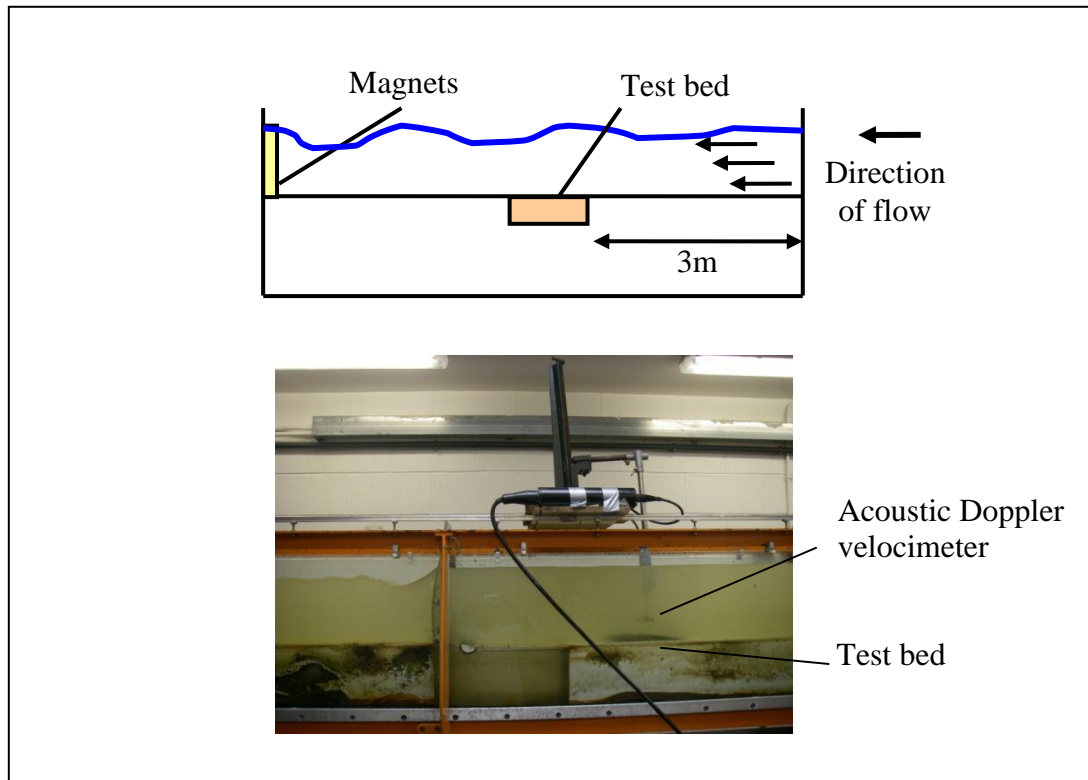 Magnets
Test bed
Direction
of flow
3m
Acoustic Doppler
velocimeter
Test bed